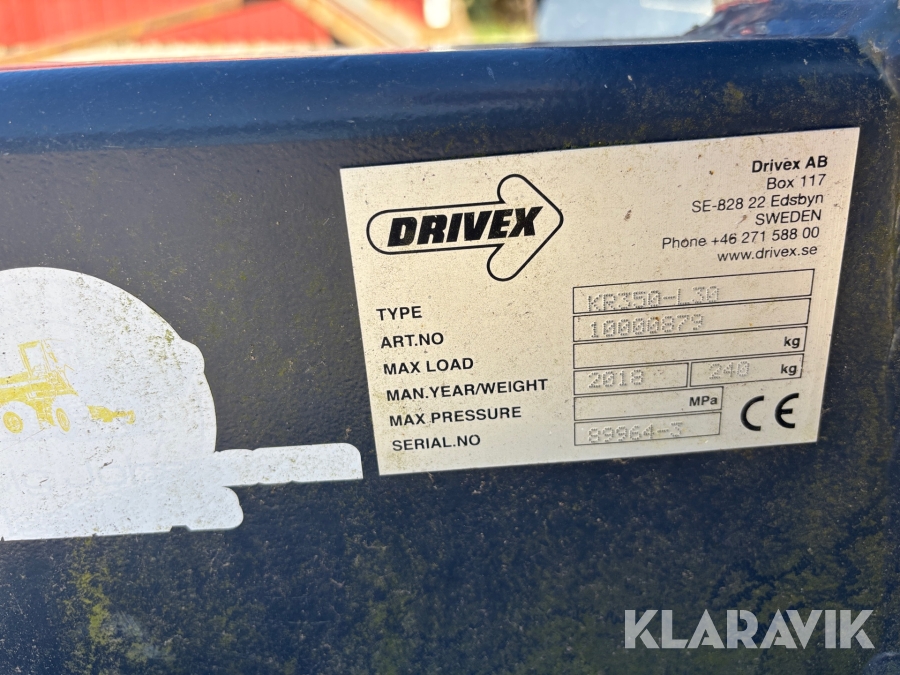 DRIVEX
Drivex AB
Box 117
SE-828 22 Edsbyn
SWEDEN
Phone +46 271 588 00
www.drivex.se
TYPE KR350-L30
ART.NO 10000879
MAX LOAD kg
MAN.YEAR/WEIGHT 2018 240 kg
MAX.PRESSURE MPa
SERIAL.NO 89964-3
CE
KLARAVIK